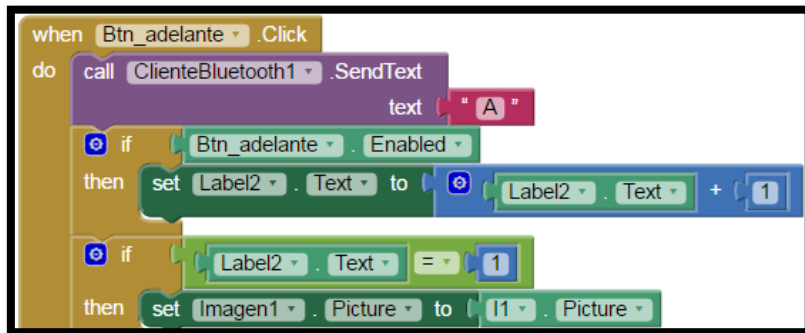 when Btn_adelante .Click
do call ClienteBluetooth1 .SendText
text " A "
if Btn_adelante . Enabled
then set Label2 . Text to Label2 . Text + 1
if Label2 . Text = 1
then set Imagen1 . Picture to I1 . Picture